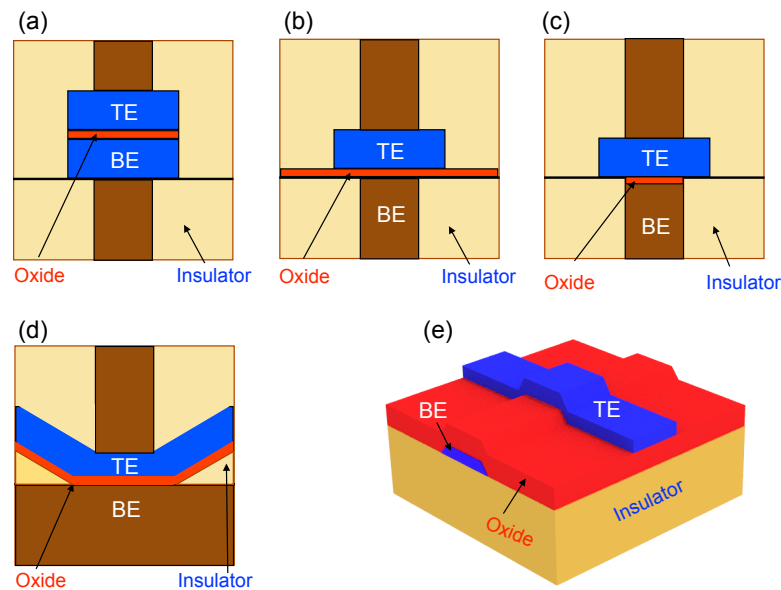 (a)
TE
BE
Oxide
Insulator
(b)
TE
BE
Oxide
Insulator
(c)
TE
BE
Oxide
Insulator
(d)
TE
BE
Oxide
Insulator
(e)
BE
TE
Oxide
Insulator